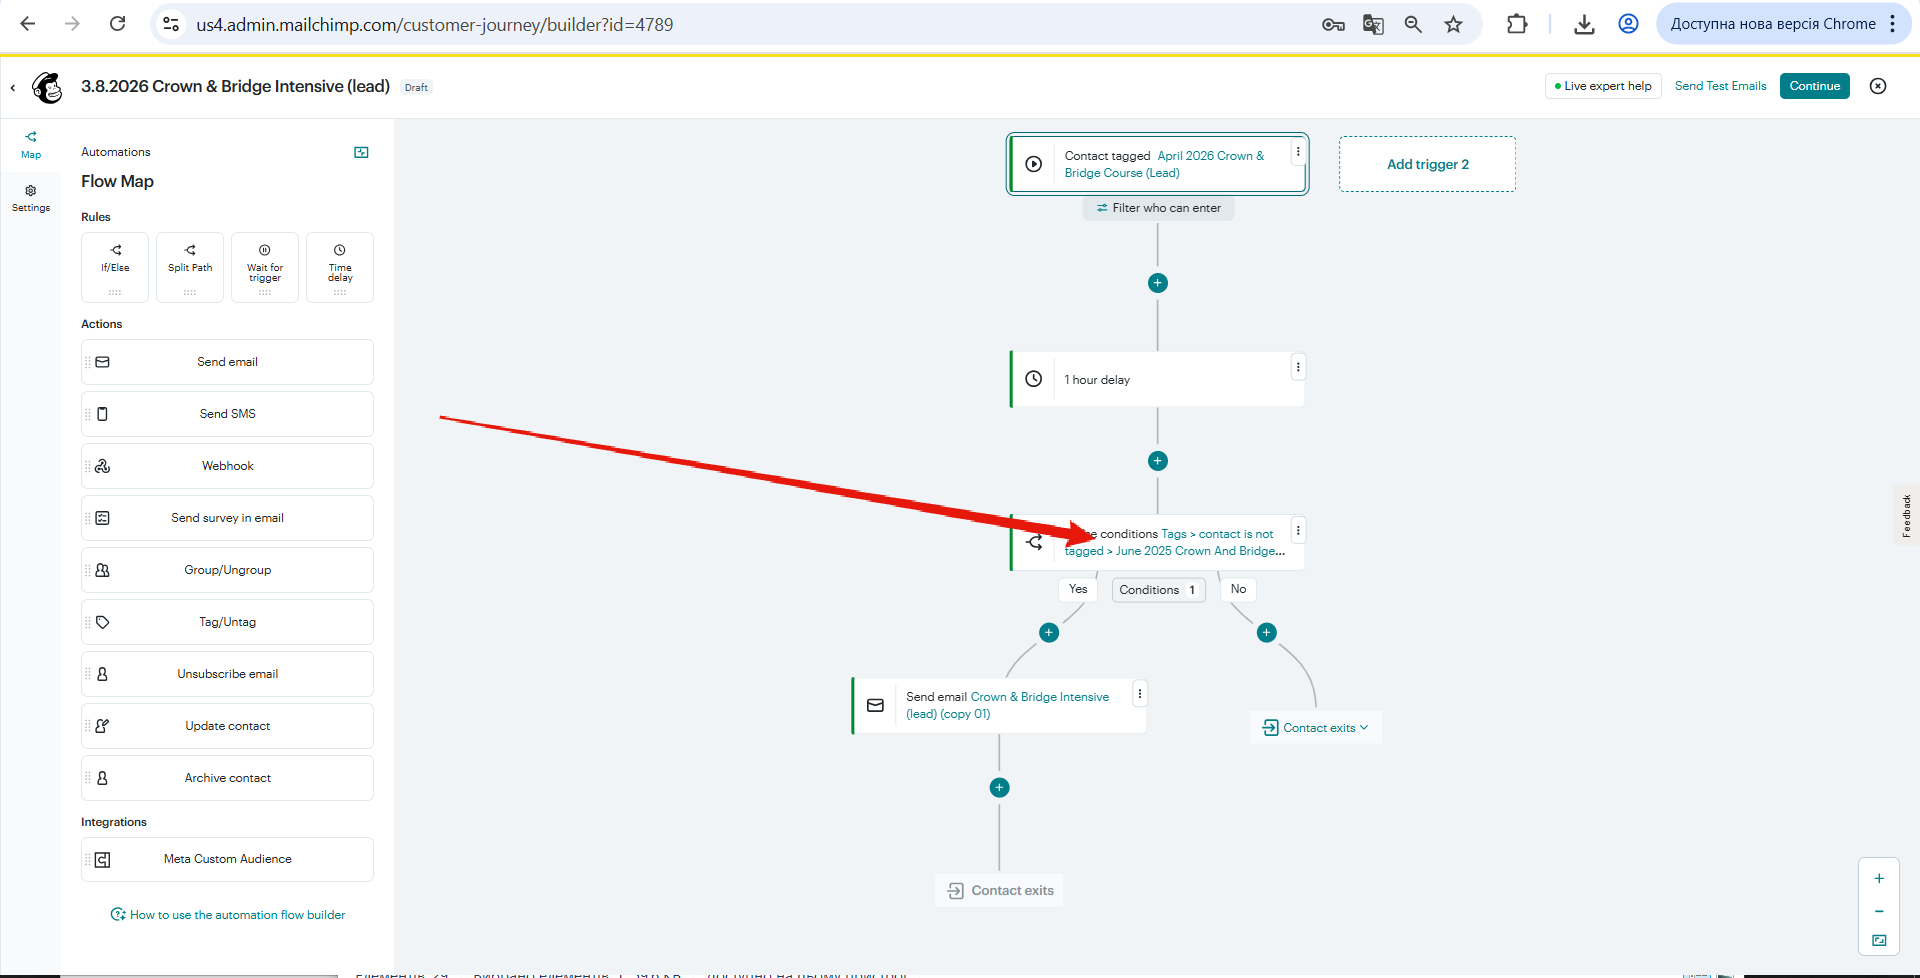 us4.admin.mailchimp.com/customer-journey/builder?id=4789
Доступна нова версія Chrome
3.8.2026 Crown & Bridge Intensive (lead)
Draft
Live expert help
Send Test Emails
Continue
Map
Settings
Automations
Flow Map
Rules
If/Else
Split Path
Wait for
trigger
Time
delay
Actions
Send email
Send SMS
Webhook
Send survey in email
Group/Ungroup
Tag/Untag
Unsubscribe email
Update contact
Archive contact
Integrations
Meta Custom Audience
How to use the automation flow builder
Contact tagged April 2026 Crown &
Bridge Course (Lead)
Add trigger 2
Filter who can enter
1 hour delay
conditions Tags > contact is not
tagged > June 2025 Crown And Bridge...
Yes
Conditions 1
No
Send email Crown & Bridge Intensive
(lead) (copy 01)
Contact exits
Contact exits
Feedback